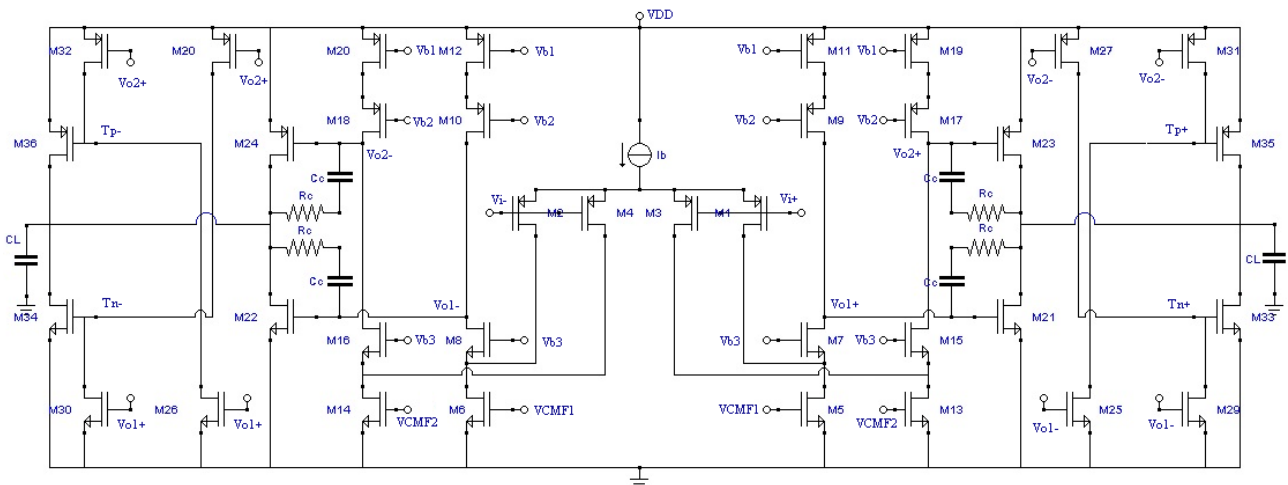 VDD
M32
M20
M20
Vb1
M12
Vb1
Vb1
M11
Vb1
M19
M27
M31
Vo2+
Vo2+
Vo2-
Vo2-
M18
Vb2
M10
Vb2
Vb2
M9
Vb2
M17
Tp-
Tp+
M36
M24
Vo2-
Ib
Vo2+
M23
M35
Cc
Cc
Rc
Rc
Vi-
M2
M4
M3
M1
Vi+
CL
Rc
Rc
CL
Cc
Cc
Tn-
Vo1-
Vo1+
Tn+
M34
M22
M21
M33
M16
Vb3
M8
Vb3
Vb3
M7
Vb3
M15
M30
M26
M14
VCMF2
M6
VCMF1
VCMF1
M5
VCMF2
M13
M25
M29
Vo1+
Vo1+
Vo1-
Vo1-